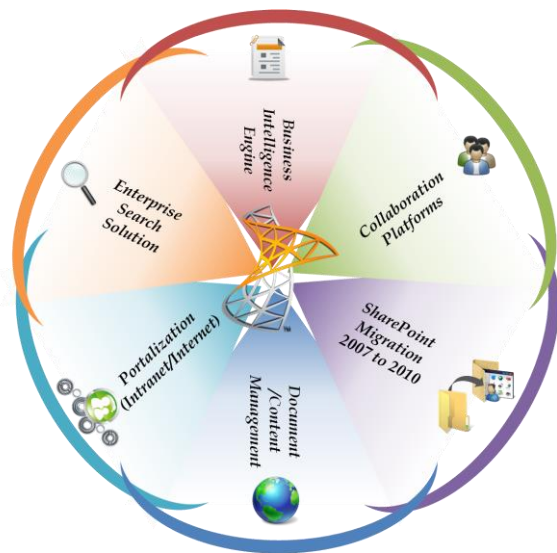 Business
Intelligence
Engine
Collaboration
Platforms
SharePoint
Migration
2007 to 2010
Document
/Content
Management
Portalization
(Intranet/Internet)
Enterprise
Search
Solution